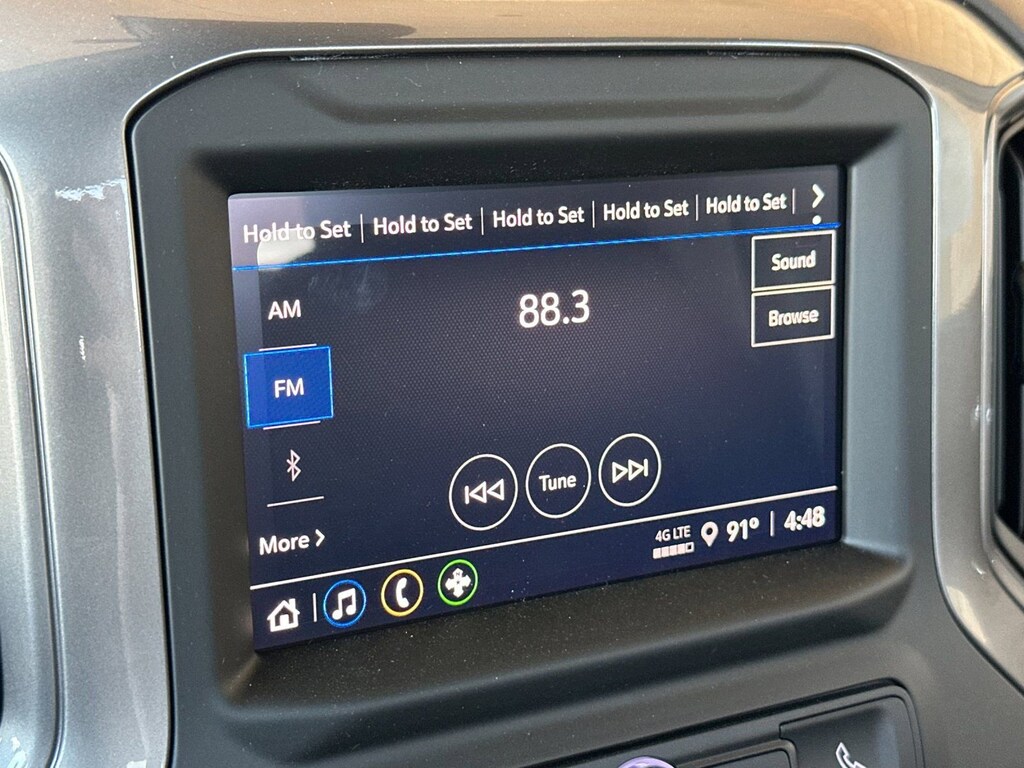 Hold to Set Hold to Set Hold to Set Hold to Set Hold to Set
Sound
AM
88.3
Browse
FM
Tune
More
4G LTE 91° 4:48